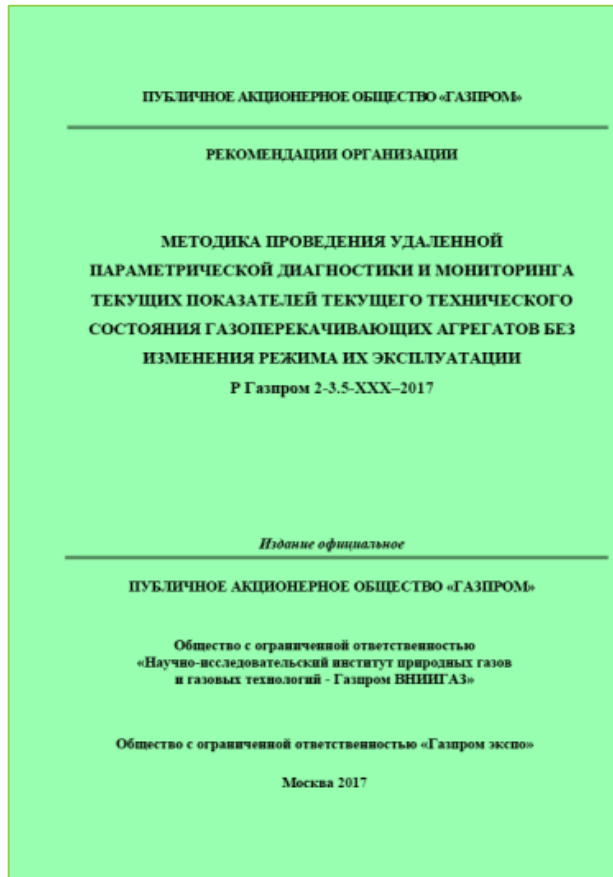 ПУБЛИЧНОЕ АКЦИОНЕРНОЕ ОБЩЕСТВО «ГАЗПРОМ»
РЕКОМЕНДАЦИИ ОРГАНИЗАЦИИ
МЕТОДИКА ПРОВЕДЕНИЯ УДАЛЕННОЙ
ПАРАМЕТРИЧЕСКОЙ ДИАГНОСТИКИ И МОНИТОРИНГА
ТЕКУЩИХ ПОКАЗАТЕЛЕЙ ТЕКУЩЕГО ТЕХНИЧЕСКОГО
СОСТОЯНИЯ ГАЗОПЕРЕКАЧИВАЮЩИХ АГРЕГАТОВ БЕЗ
ИЗМЕНЕНИЯ РЕЖИМА ИХ ЭКСПЛУАТАЦИИ
Р Газпром 2-3.5-ХХХ–2017
Издание официальное
ПУБЛИЧНОЕ АКЦИОНЕРНОЕ ОБЩЕСТВО «ГАЗПРОМ»
Общество с ограниченной ответственностью
«Научно-исследовательский институт природных газов
и газовых технологий - Газпром ВНИИГАЗ»
Общество с ограниченной ответственностью «Газпром экспо»
Москва 2017